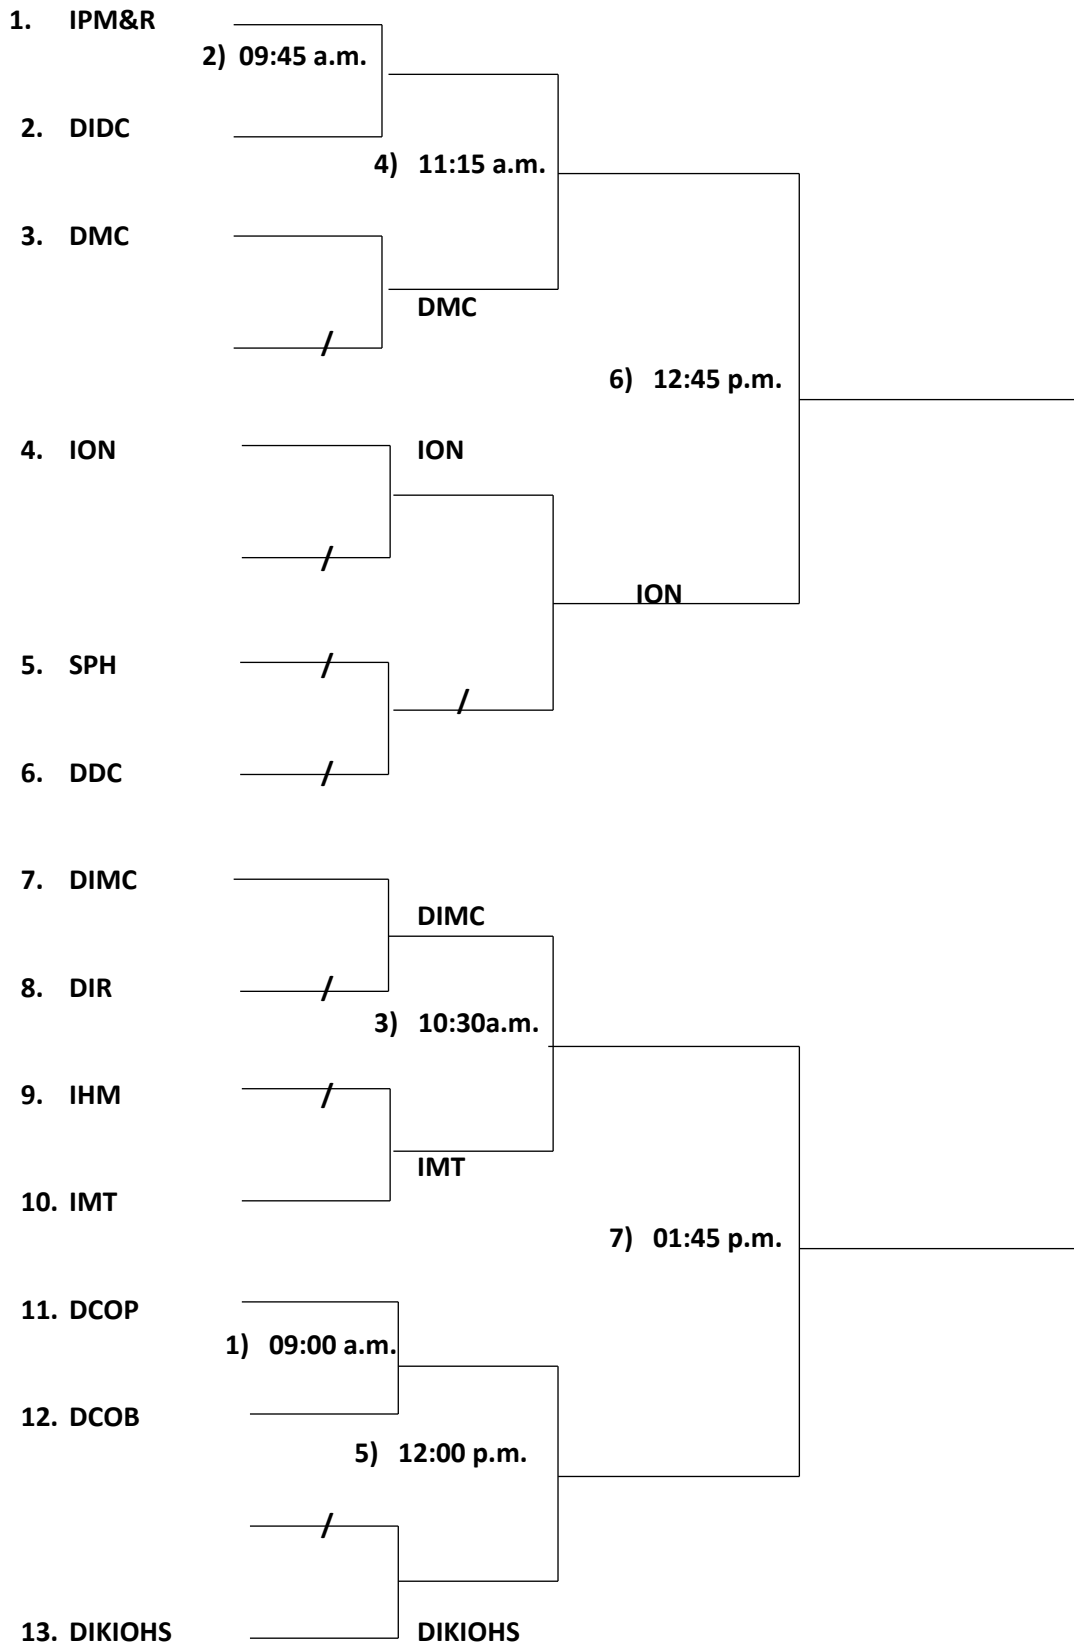 1. IPM&R
2) 09:45 a.m.
2. DIDC
4) 11:15 a.m.
3. DMC
DMC
/
6) 12:45 p.m.
4. ION ION
/
ION
5. SPH /
/
6. DDC /
7. DIMC
DIMC
8. DIR /
3) 10:30a.m.
9. IHM /
IMT
10. IMT
7) 01:45 p.m.
11. DCOP
1) 09:00 a.m.
12. DCOB
5) 12:00 p.m.
/
13. DIKIOHS DIKIOHS